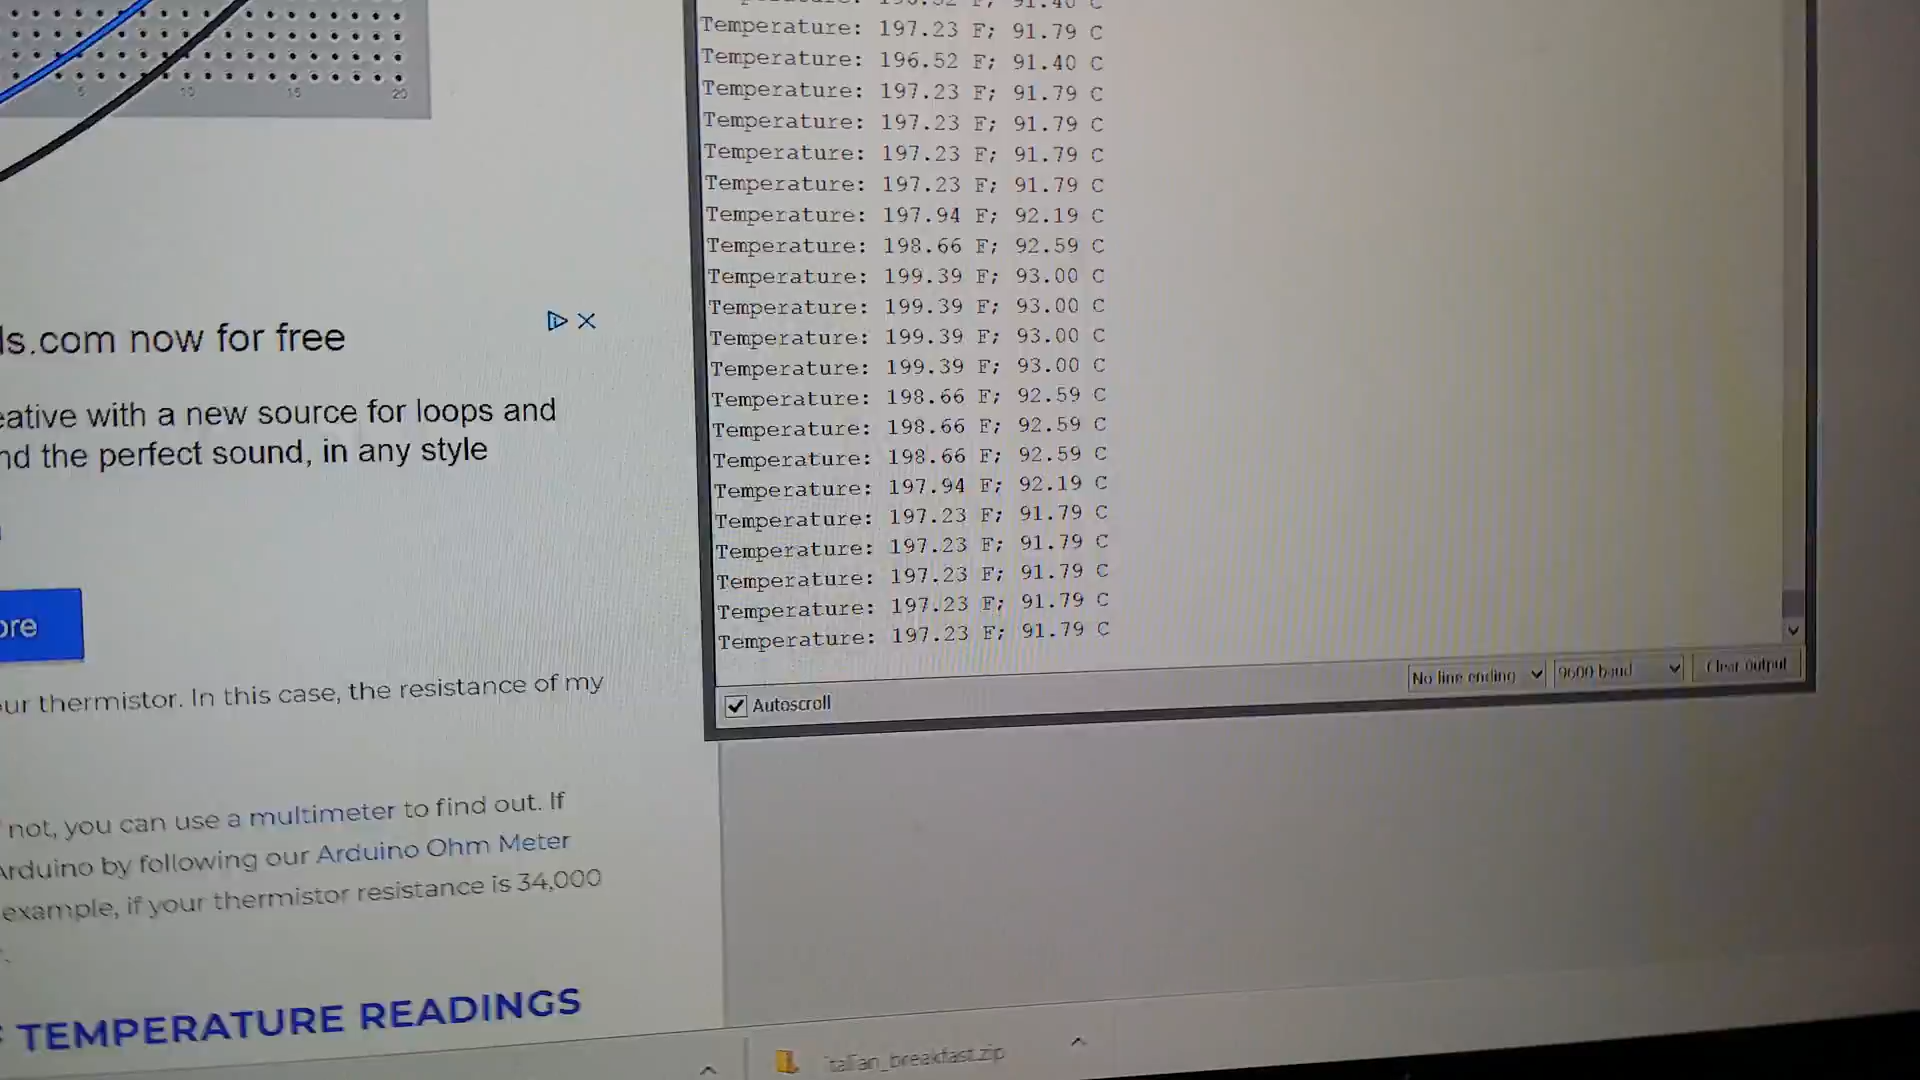 5 10 15 20
ls.com now for free
eative with a new source for loops and
nd the perfect sound, in any style
ore
ur thermistor. In this case, the resistance of my
not, you can use a multimeter to find out. If
Arduino by following our Arduino Ohm Meter
example, if your thermistor resistance is 34,000
TEMPERATURE READINGS
91.40 C
Temperature: 197.23 F; 91.79 C
Temperature: 196.52 F; 91.40 C
Temperature: 197.23 F; 91.79 C
Temperature: 197.23 F; 91.79 C
Temperature: 197.23 F; 91.79 C
Temperature: 197.23 F; 91.79 C
Temperature: 197.94 F; 92.19 C
Temperature: 198.66 F; 92.59 C
Temperature: 199.39 F; 93.00 C
Temperature: 199.39 F; 93.00 C
Temperature: 199.39 F; 93.00 C
Temperature: 199.39 F; 93.00 C
Temperature: 198.66 F; 92.59 C
Temperature: 198.66 F; 92.59 C
Temperature: 198.66 F; 92.59 C
Temperature: 197.94 F; 92.19 C
Temperature: 197.23 F; 91.79 C
Temperature: 197.23 F; 91.79 C
Temperature: 197.23 F; 91.79 C
Temperature: 197.23 F; 91.79 C
Temperature: 197.23 F; 91.79 C
Autoscroll
No line ending
9600 baud
Clear output
talian_breakfast.zip